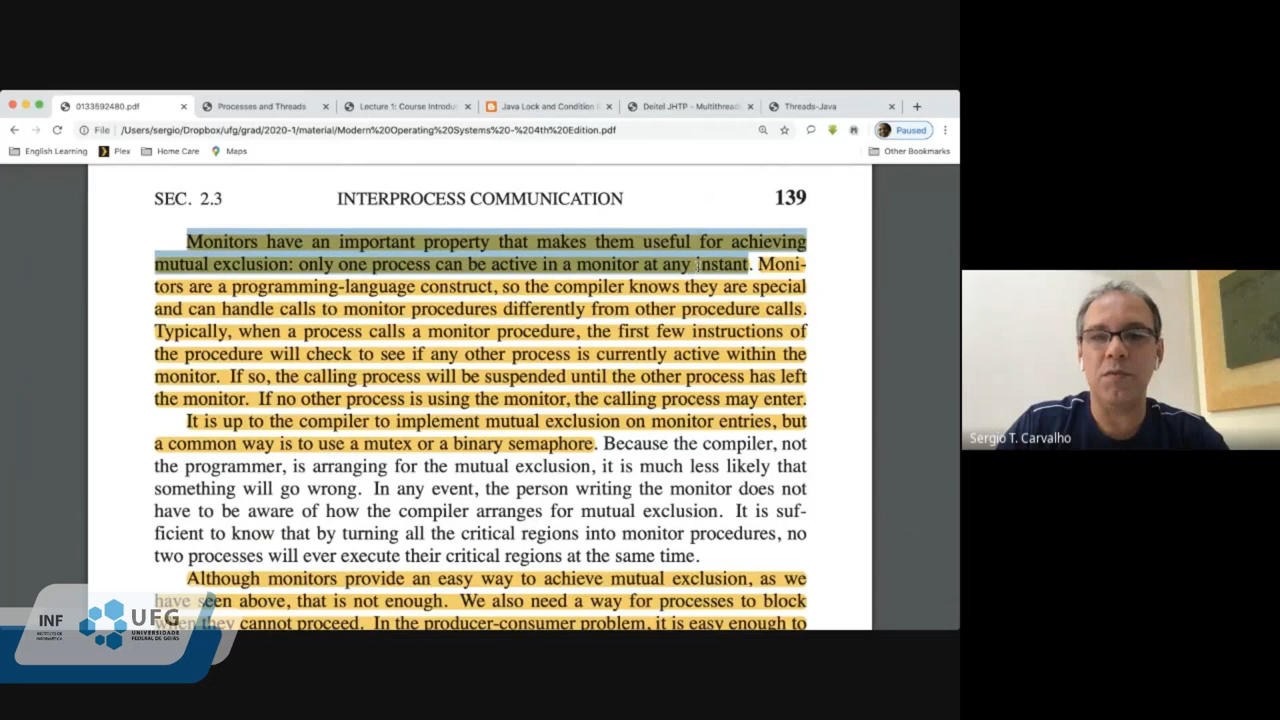 0133592480.pdf
Processes and Threads
Lecture 1: Course Introdu
Java Lock and Condition
Deitel JHTP - Multithread
Threads-Java
File
/Users/sergio/Dropbox/ufg/grad/2020-1/material/Modern%20Operating%20Systems%20-%204th%20Edition.pdf
Paused
English Learning
Plex
Home Care
Maps
Other Bookmarks
SEC. 2.3 INTERPROCESS COMMUNICATION 139
Monitors have an important property that makes them useful for achieving
mutual exclusion: only one process can be active in a monitor at any instant. Moni-
tors are a programming-language construct, so the compiler knows they are special
and can handle calls to monitor procedures differently from other procedure calls.
Typically, when a process calls a monitor procedure, the first few instructions of
the procedure will check to see if any other process is currently active within the
monitor. If so, the calling process will be suspended until the other process has left
the monitor. If no other process is using the monitor, the calling process may enter.
It is up to the compiler to implement mutual exclusion on monitor entries, but
a common way is to use a mutex or a binary semaphore. Because the compiler, not
the programmer, is arranging for the mutual exclusion, it is much less likely that
something will go wrong. In any event, the person writing the monitor does not
have to be aware of how the compiler arranges for mutual exclusion. It is suf-
ficient to know that by turning all the critical regions into monitor procedures, no
two processes will ever execute their critical regions at the same time.
Although monitors provide an easy way to achieve mutual exclusion, as we
have seen above, that is not enough. We also need a way for processes to block
when they cannot proceed. In the producer-consumer problem, it is easy enough to
Sergio T. Carvalho
INF
INSTITUTO DE
INFORMÁTICA
UFG
UNIVERSIDADE
FEDERAL DE GOIÁS